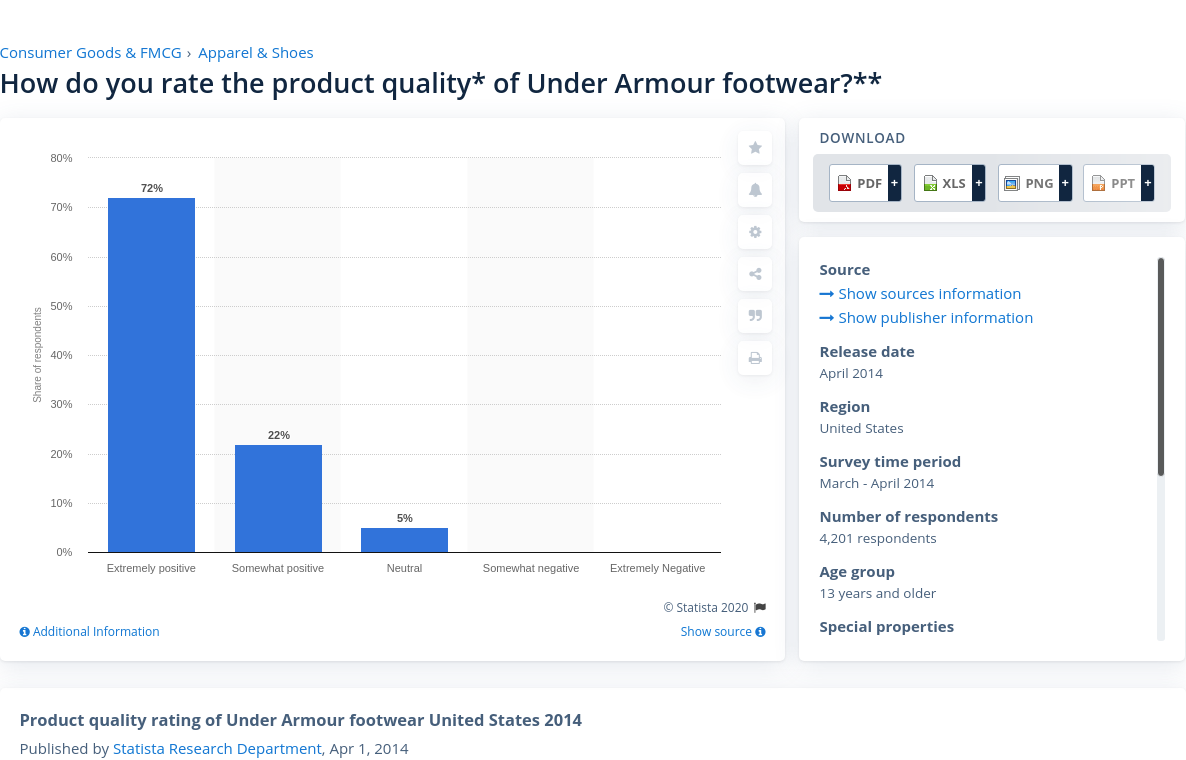 Consumer Goods & FMCG › Apparel & Shoes
How do you rate the product quality* of Under Armour footwear?**
80%
70%
60%
50%
40%
30%
20%
10%
0%
Share of respondents
72%
22%
5%
Extremely positive
Somewhat positive
Neutral
Somewhat negative
Extremely Negative
© Statista 2020
Additional Information
Show source
DOWNLOAD
PDF +
XLS +
PNG +
PPT +
Source
Show sources information
Show publisher information
Release date
April 2014
Region
United States
Survey time period
March - April 2014
Number of respondents
4,201 respondents
Age group
13 years and older
Special properties
Product quality rating of Under Armour footwear United States 2014
Published by Statista Research Department, Apr 1, 2014